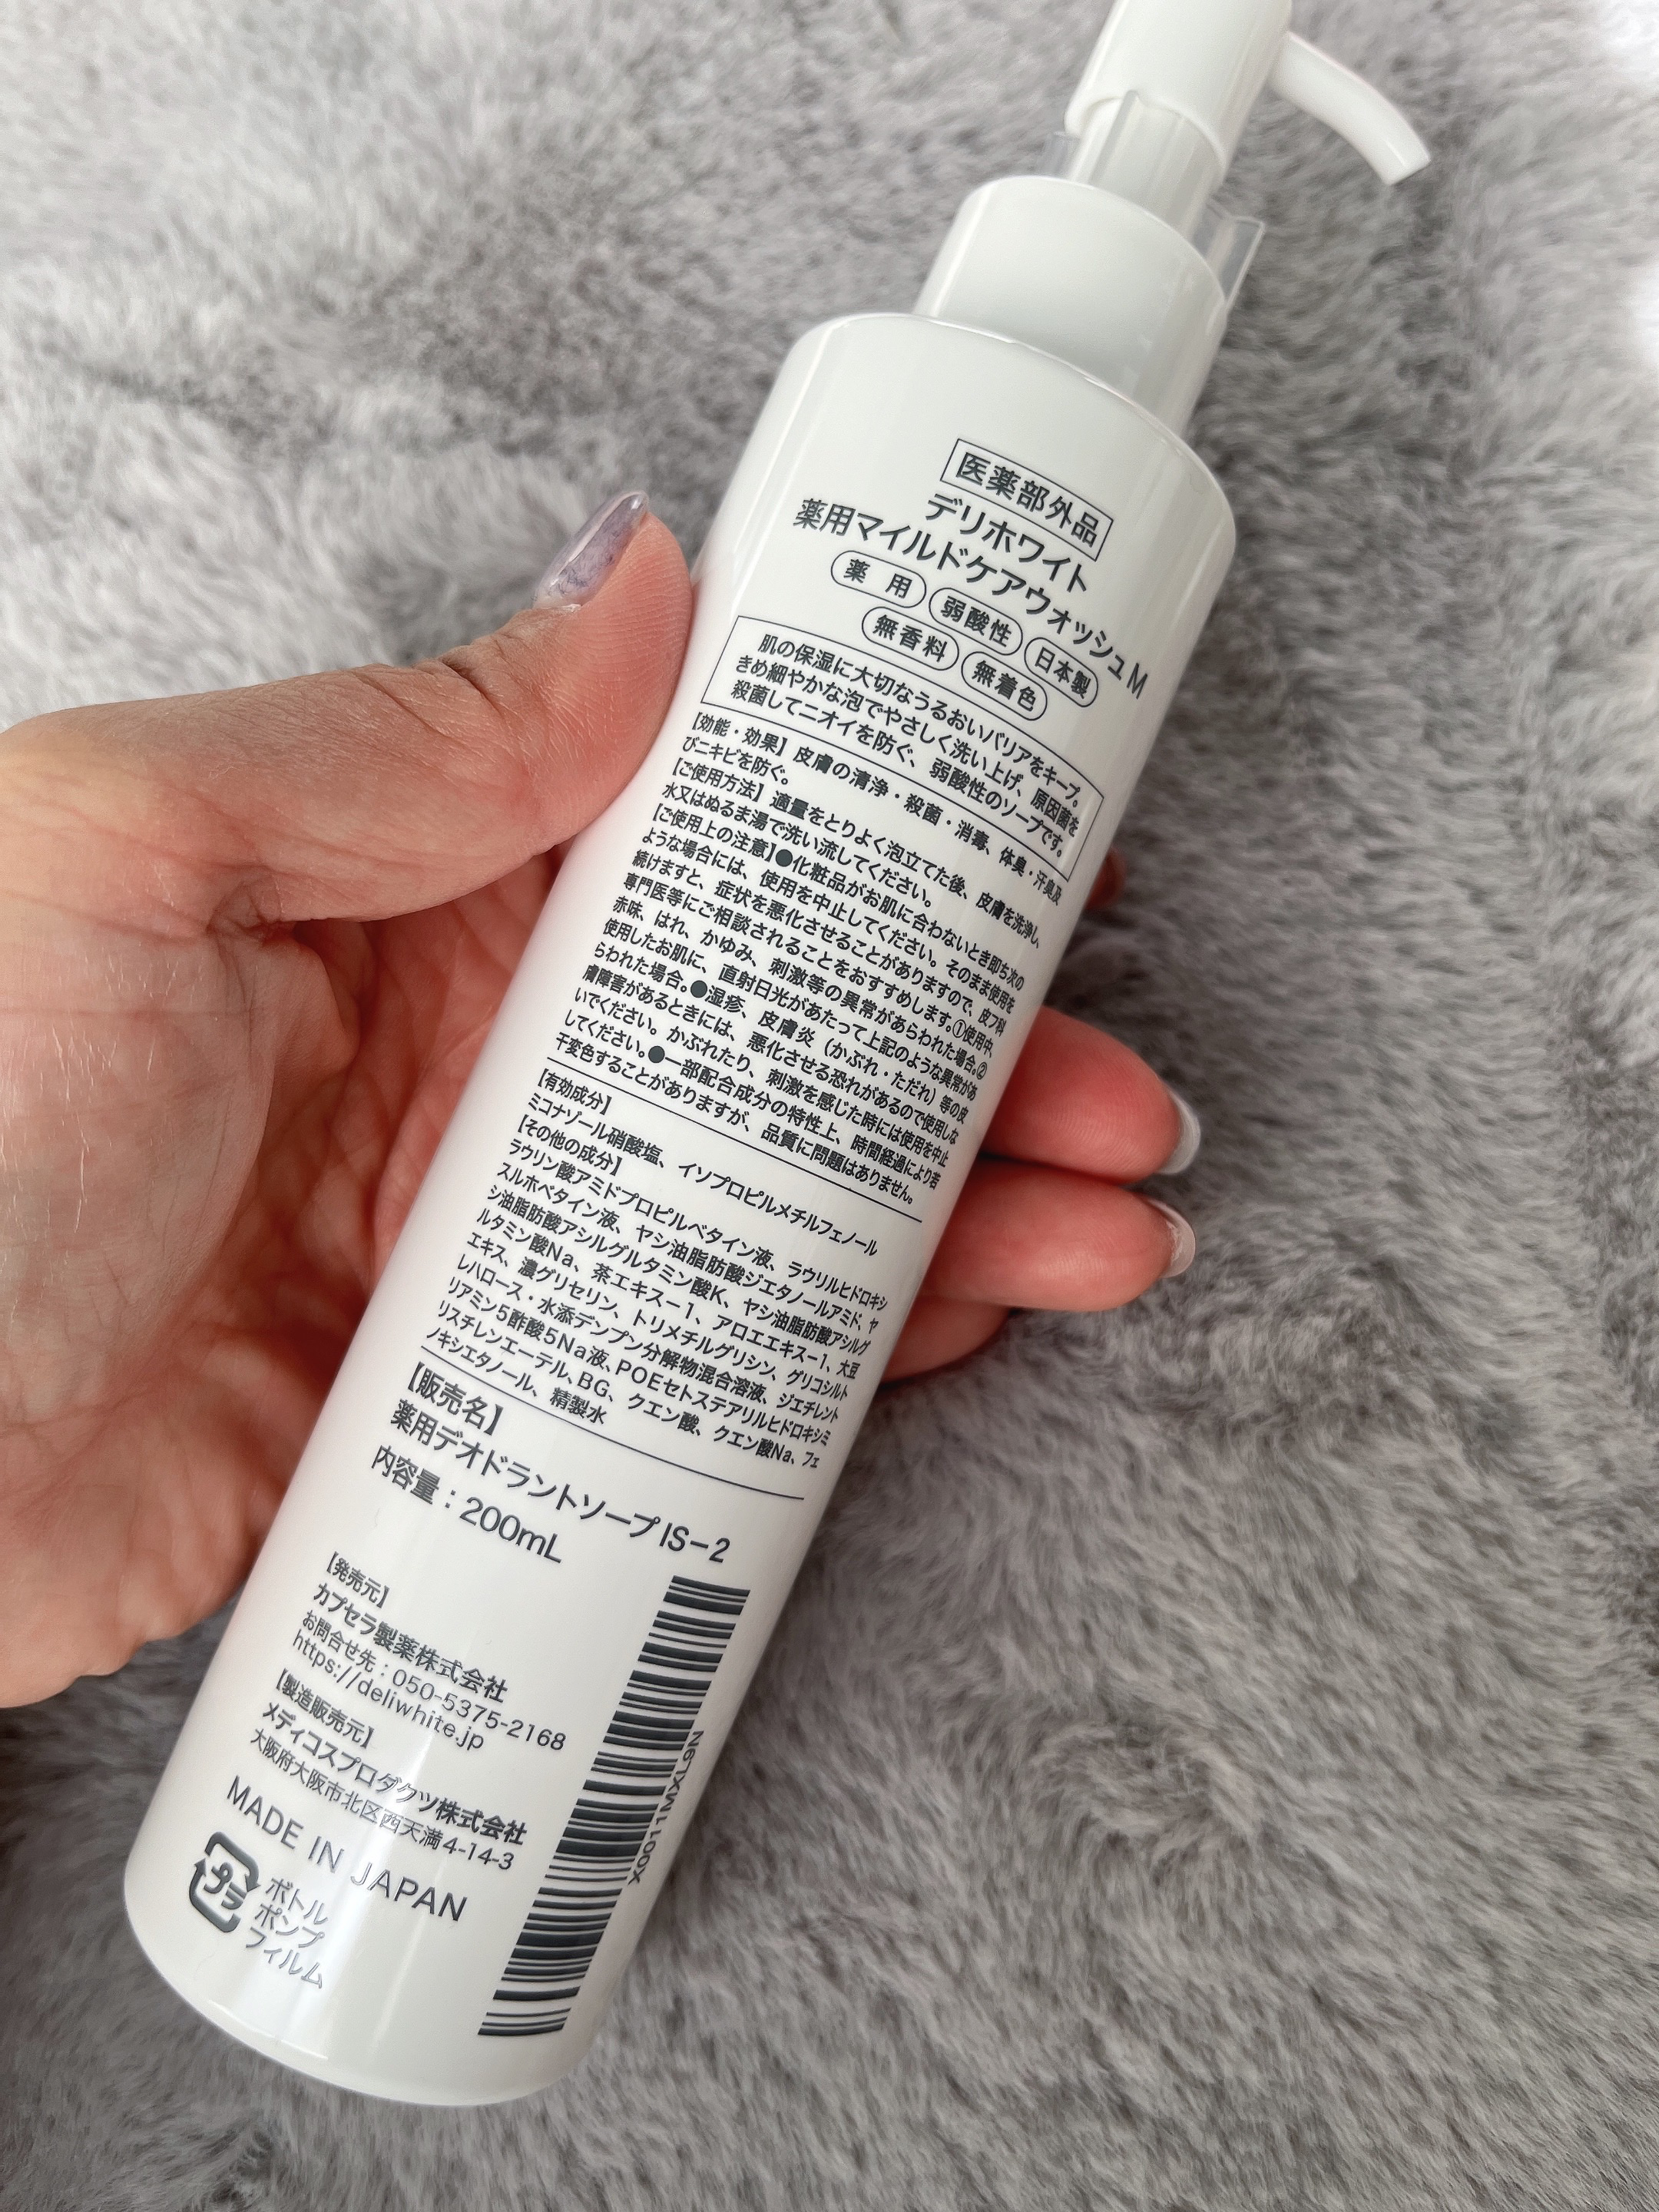 医薬部外品
デリホワイト
薬用マイルドケアウオッシュM
薬用 弱酸性 日本製
無香料 無着色
肌の保湿に大切なうるおいバリアをキープ。
きめ細やかな泡でやさしく洗い上げ、原因菌を
殺菌してニオイを防ぐ、弱酸性のソープです。
【効能・効果】皮膚の清浄・殺菌・消毒、体臭・汗臭及
びニキビを防ぐ。
【ご使用方法】適量をとりよく泡立てた後、皮膚を洗浄し、
水又はぬるま湯で洗い流してください。
【ご使用上の注意】●化粧品がお肌に合わないとき即ち次の
ような場合には、使用を中止してください。そのまま使用を
続けますと、症状を悪化させることがありますので、皮フ科
専門医等にご相談されることをおすすめします。①使用中、
赤味、はれ、かゆみ、刺激等の異常があらわれた場合。②
使用したお肌に、直射日光があたって上記のような異常があ
らわれた場合。●湿疹、皮膚炎（かぶれ・ただれ）等の皮
膚障害があるときには、悪化させる恐れがあるので使用しな
いでください。かぶれたり、刺激を感じた時には使用を中止
してください。●一部配合成分の特性上、時間経過により若
干変色することがありますが、品質に問題はありません。
【有効成分】
ミコナゾール硝酸塩、イソプロピルメチルフェノール
【その他の成分】
ラウリン酸アミドプロピルベタイン液、ラウリルヒドロキシ
スルホベタイン液、ヤシ油脂肪酸ジエタノールアミド、ヤ
シ油脂肪酸アシルグルタミン酸K、ヤシ油脂肪酸アシルグ
ルタミン酸Na、茶エキス-1、アロエエキス-1、大豆
エキス、濃グリセリン、トリメチルグリシン、グリコシルト
レハロース・水添デンプン分解物混合溶液、ジエチレント
リアミン5酢酸5Na液、POEセトステアリルヒドロキシミ
リスチレンエーテル、BG、クエン酸、クエン酸Na、フェ
ノキシエタノール、精製水
【販売名】
薬用デオドラントソープIS-2
内容量：200mL
【発売元】
カプセラ製薬株式会社
お問合せ先：050-5375-2168
https://deliwhite.jp
【製造販売元】
メディコスプロダクツ株式会社
大阪府大阪市北区西天満4-14-3
MADE IN JAPAN
プラ
ボトル
ポンプ
フィルム
X0011M1XL9N